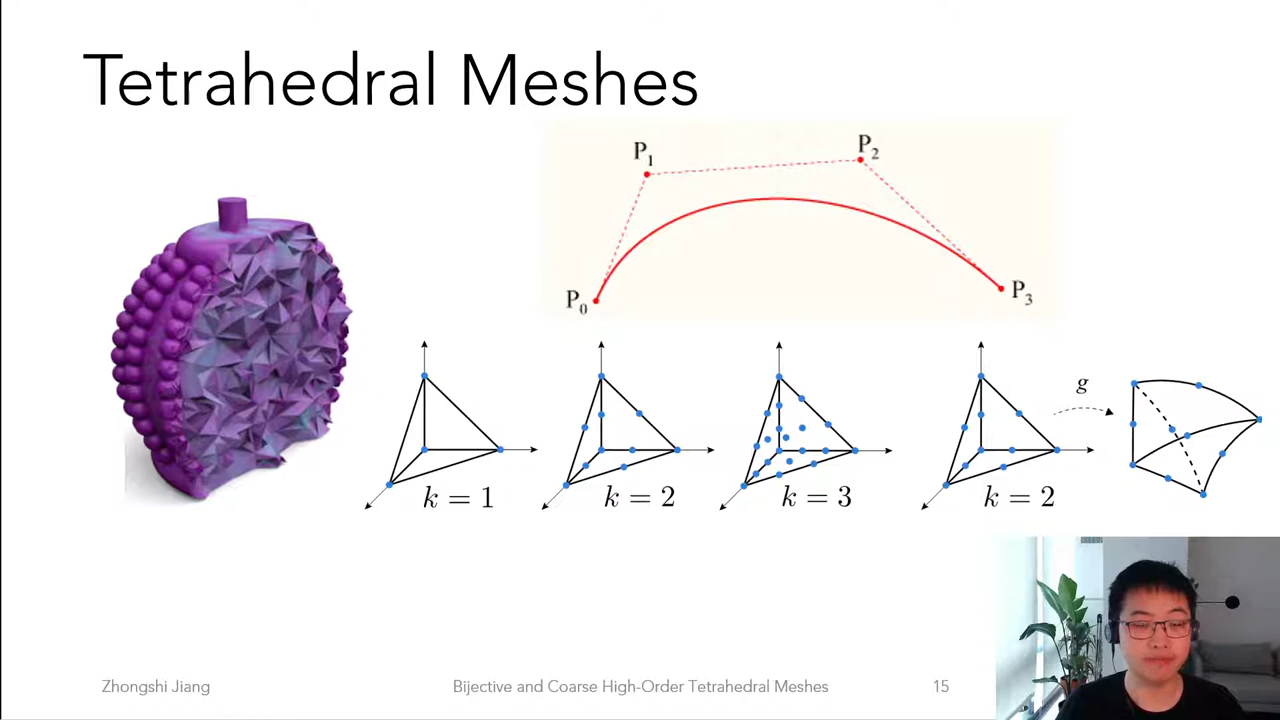 Tetrahedral Meshes
P1
P2
P0
P3
g
k = 1
k = 2
k = 3
k = 2
Zhongshi Jiang
Bijective and Coarse High-Order Tetrahedral Meshes
15